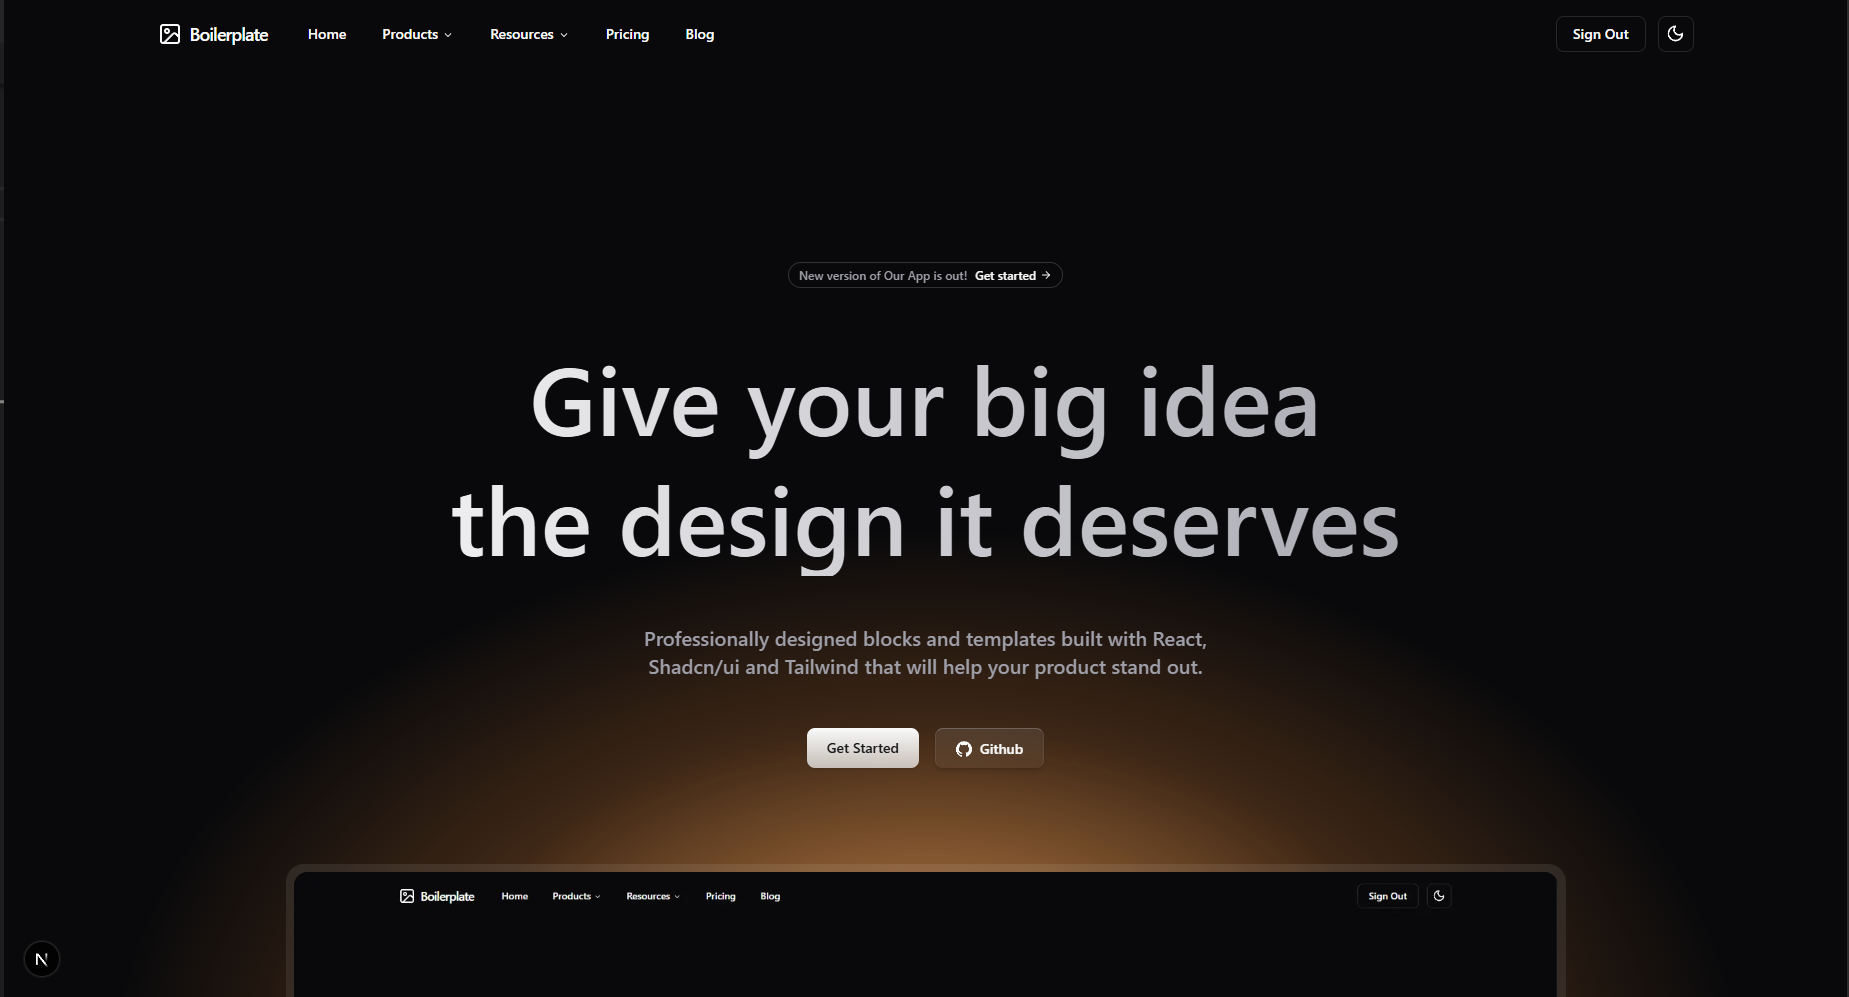 Boilerplate Home Products Resources Pricing Blog Sign Out
New version of Our App is out! Get started →
Give your big idea
the design it deserves
Professionally designed blocks and templates built with React,
Shadcn/ui and Tailwind that will help your product stand out.
Get Started Github
Boilerplate Home Products Resources Pricing Blog Sign Out
N